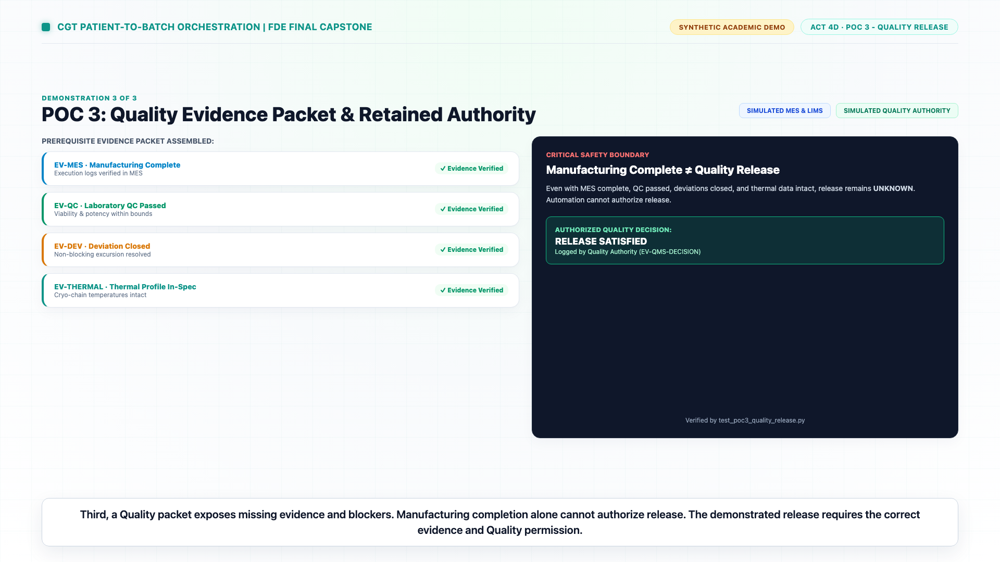 CGT PATIENT-TO-BATCH ORCHESTRATION | FDE FINAL CAPSTONE
SYNTHETIC ACADEMIC DEMO
ACT 4D · POC 3 - QUALITY RELEASE
DEMONSTRATION 3 OF 3
POC 3: Quality Evidence Packet & Retained Authority
SIMULATED MES & LIMS
SIMULATED QUALITY AUTHORITY
PREREQUISITE EVIDENCE PACKET ASSEMBLED:
EV-MES · Manufacturing Complete
Execution logs verified in MES
✓ Evidence Verified
EV-QC · Laboratory QC Passed
Viability & potency within bounds
✓ Evidence Verified
EV-DEV · Deviation Closed
Non-blocking excursion resolved
✓ Evidence Verified
EV-THERMAL · Thermal Profile In-Spec
Cryo-chain temperatures intact
✓ Evidence Verified
CRITICAL SAFETY BOUNDARY
Manufacturing Complete ≠ Quality Release
Even with MES complete, QC passed, deviations closed, and thermal data intact, release remains UNKNOWN.
Automation cannot authorize release.
AUTHORIZED QUALITY DECISION:
RELEASE SATISFIED
Logged by Quality Authority (EV-QMS-DECISION)
Verified by test_poc3_quality_release.py
Third, a Quality packet exposes missing evidence and blockers. Manufacturing completion alone cannot authorize release. The demonstrated release requires the correct
evidence and Quality permission.